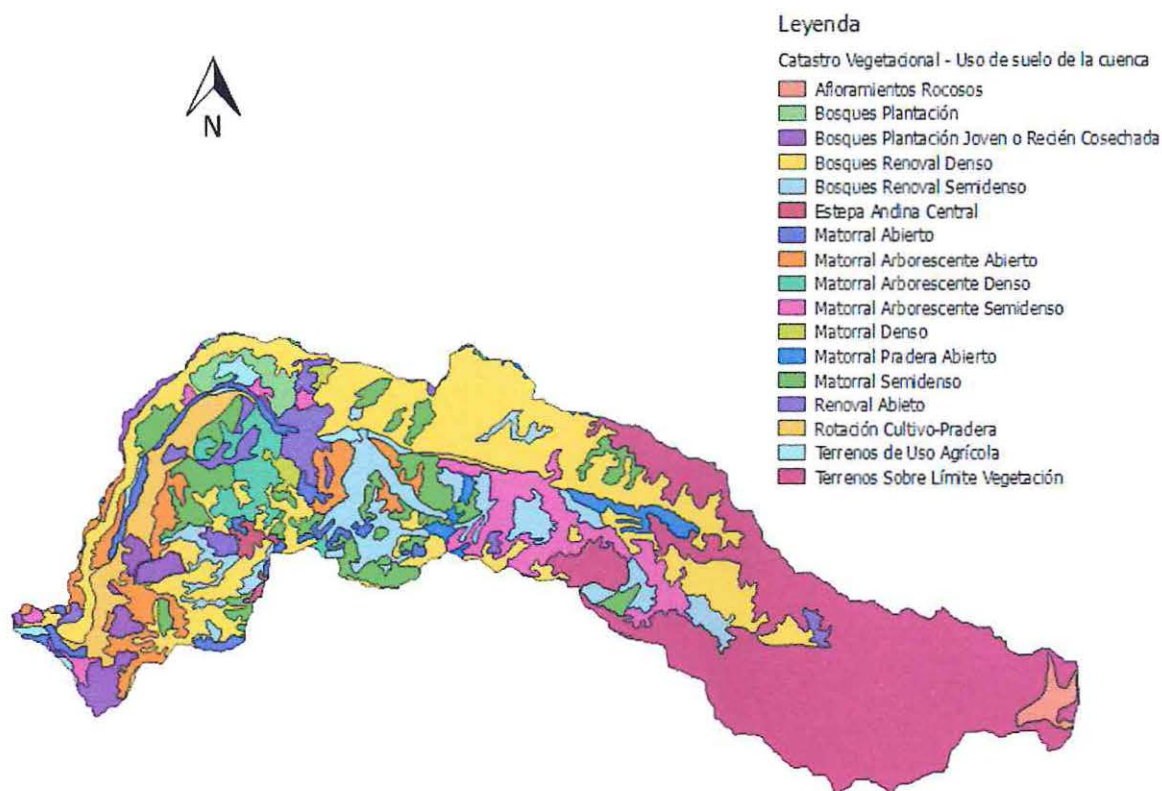 Leyenda
Catastro Vegetacional - Uso de suelo de la cuenca
Afloramientos Rocosos
Bosques Plantación
Bosques Plantación Joven o Recién Cosechada
Bosques Renoval Denso
Bosques Renoval Semidenso
Estepa Andina Central
Matorral Abierto
Matorral Arborescente Abierto
Matorral Arborescente Denso
Matorral Arborescente Semidenso
Matorral Denso
Matorral Pradera Abierto
Matorral Semidenso
Renoval Abieto
Rotación Cultivo-Pradera
Terrenos de Uso Agrícola
Terrenos Sobre Límite Vegetación
N